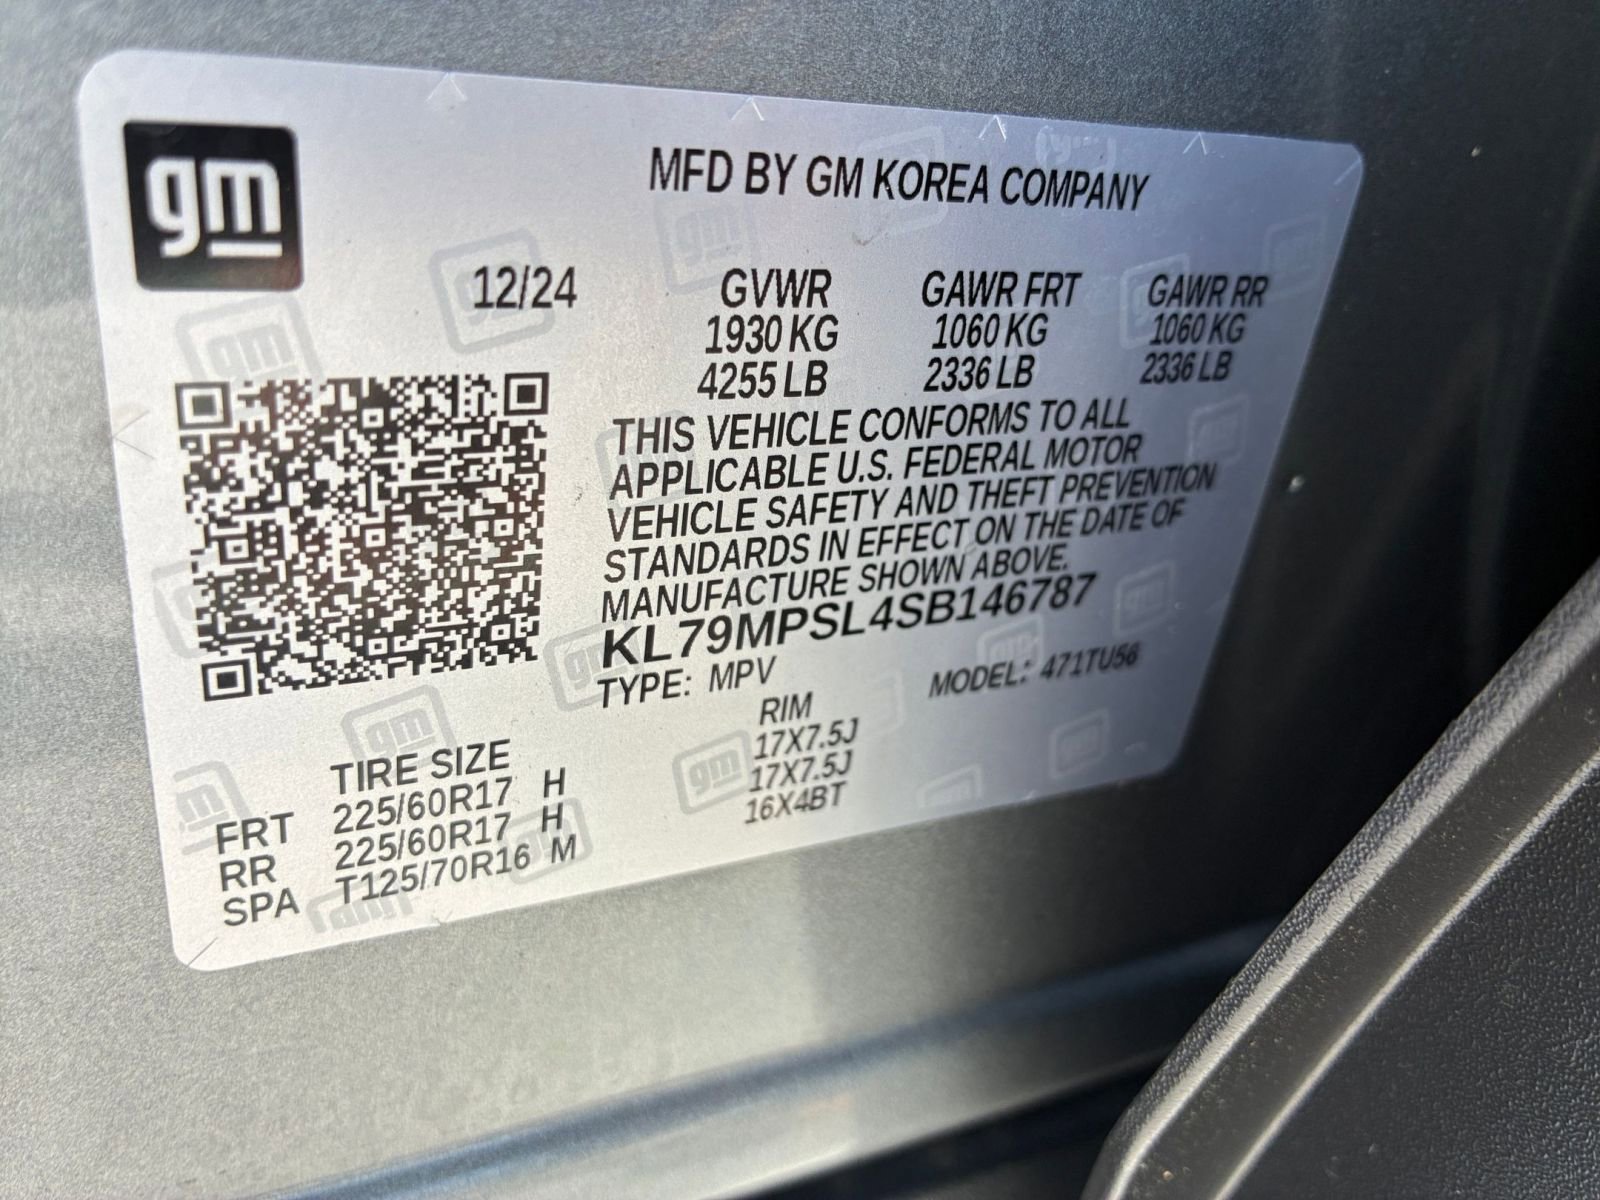 gm
MFD BY GM KOREA COMPANY
12/24 GVWR GAWR FRT GAWR RR
1930 KG 1060 KG 1060 KG
4255 LB 2336 LB 2336 LB
THIS VEHICLE CONFORMS TO ALL
APPLICABLE U.S. FEDERAL MOTOR
VEHICLE SAFETY AND THEFT PREVENTION
STANDARDS IN EFFECT ON THE DATE OF
MANUFACTURE SHOWN ABOVE.
KL79MPSL4SB146787
TYPE: MPV MODEL: 471TU56
TIRE SIZE RIM
FRT 225/60R17 H 17X7.5J
RR 225/60R17 H 17X7.5J
SPA T125/70R16 M 16X4BT